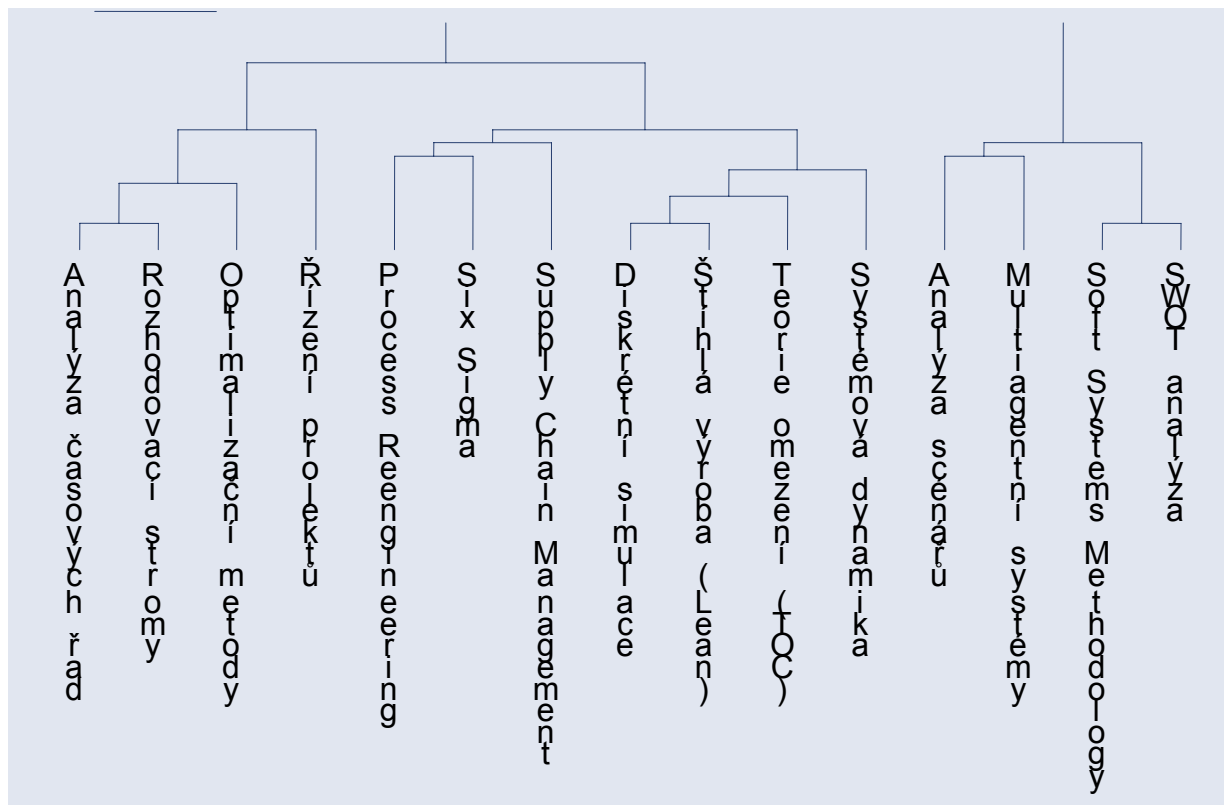 Analýza časových řad
Rozhodovací stromy
Optimalizační metody
Řízení projektů
Process Reengineering
Six Sigma
Supply Chain Management
Diskrétní simulace
Štíhlá výroba (Lean)
Teorie omezení (TOC)
Systémová dynamika
Analýza scénářů
Multiagentní systémy
Soft Systems Methodology
SWOT analýza